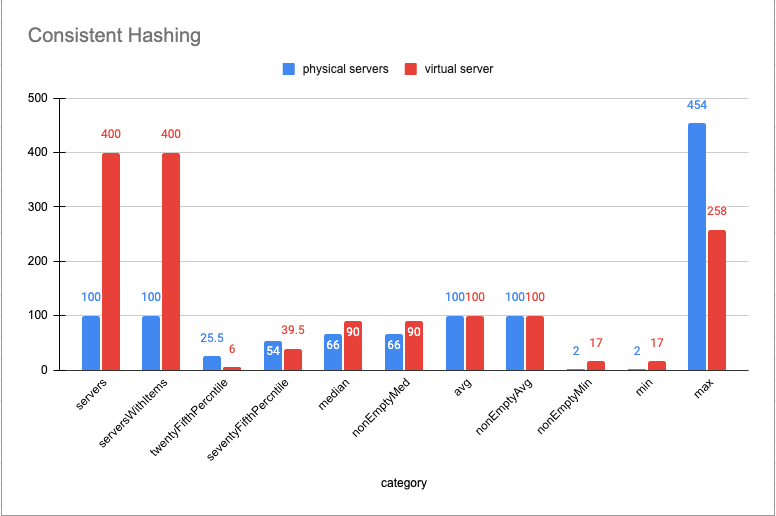 Consistent Hashing
physical servers
virtual server
500
400
300
200
100
0
100
400
100
400
25.5
6
54
39.5
66
90
66
90
100
100
100
100
2
17
2
17
454
258
servers
serversWithItems
twentyFifthPercntile
seventyFifthPercntile
median
nonEmptyMed
avg
nonEmptyAvg
nonEmptyMin
min
max
category